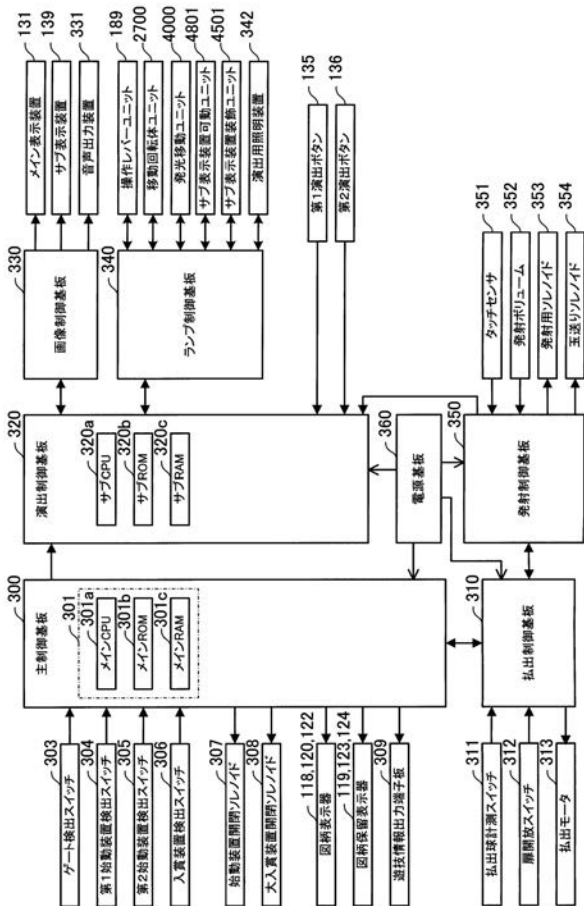 300
主制御基板
301
301a
メインCPU
301b
メインROM
301c
メインRAM
303
ゲート検出スイッチ
304
第1始動装置検出スイッチ
305
第2始動装置検出スイッチ
306
入賞装置検出スイッチ
307
始動装置開閉ソレノイド
308
大入賞装置開閉ソレノイド
118,120,122
図柄表示器
119,123,124
図柄保留表示器
309
遊技情報出力端子板
310
払出制御基板
311
払出球計測スイッチ
312
扉開放スイッチ
313
払出モータ
320
演出制御基板
320a
サブCPU
320b
サブROM
320c
サブRAM
360
電源基板
350
発射制御基板
330
画像制御基板
340
ランプ制御基板
131
メイン表示装置
139
サブ表示装置
331
音声出力装置
189
操作レバーユニット
2700
移動回転体ユニット
4000
発光移動ユニット
4801
サブ表示装置可動ユニット
4501
サブ表示装置装飾ユニット
342
演出用照明装置
135
第1演出ボタン
136
第2演出ボタン
351
タッチセンサ
352
発射ボリューム
353
発射用ソレノイド
354
玉送りソレノイド